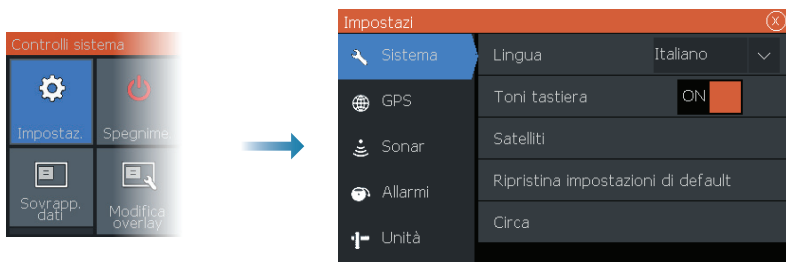 Controlli sistema
Impostaz.
Spegnime
Sovrapp.
dati
Modifica
overlay
Impostazi
Sistema
Lingua
Italiano
GPS
Toni tastiera
ON
Sonar
Satelliti
Allarmi
Ripristina impostazioni di default
Unità
Circa